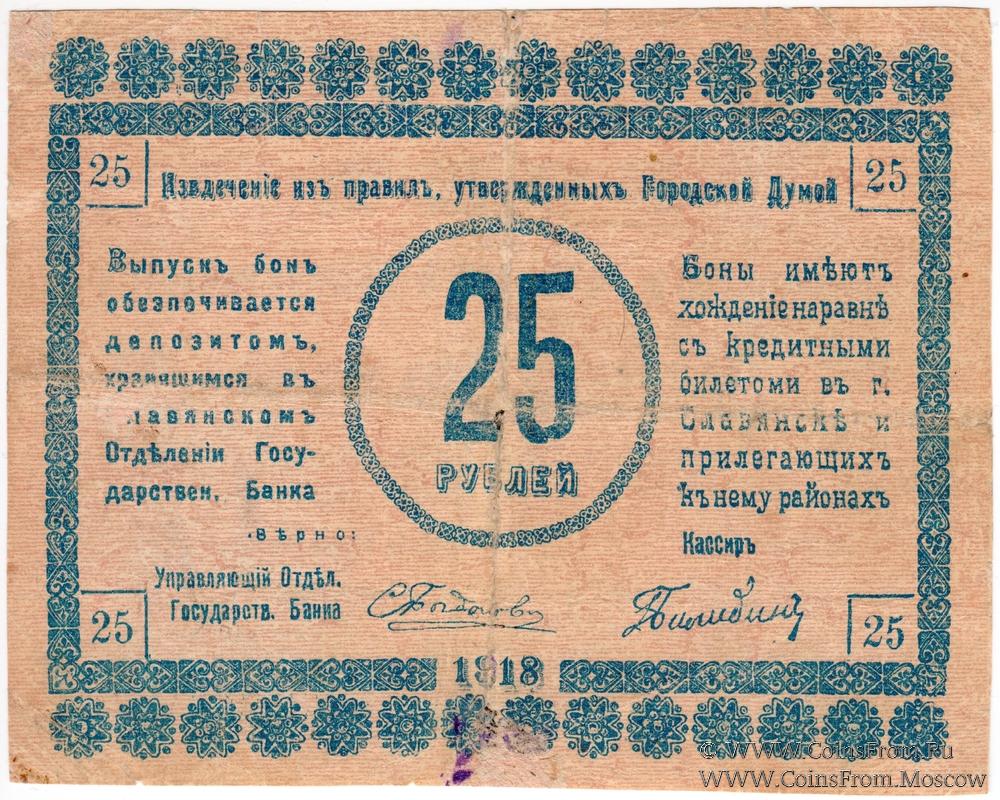 25
25
Извлеченіе изъ правилъ, утвержденныхъ Городской Думой
Выпускъ бонъ
обезпочивается
депозитомъ,
хранящимся въ
лавянскомъ
Отдѣленіи Госу-
дарствен. Банка
25
РУБЛЕЙ
Боны имѣютъ
хожденіе наравнѣ
съ кредитными
билетоми въ г.
Славянскѣ и
прилегающихъ
къ нему районахъ
Вѣрно:
Управляющій Отдѣл.
Государств. Банка
Кассиръ
25
25
1918
© WWW.CoinsFrom.Ru
WWW.CoinsFrom.Moscow